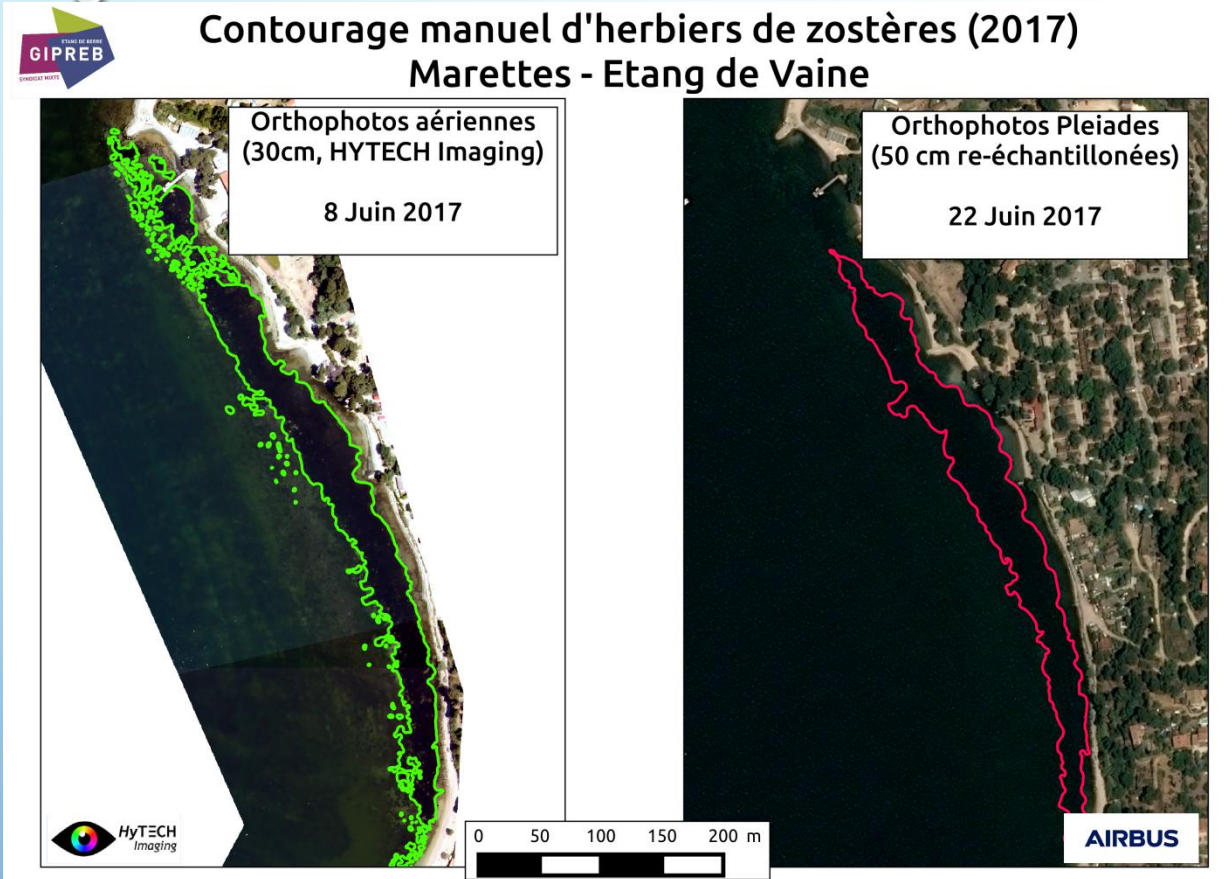 ETANG DE BERRE
GIPREB
SYNDICAT MIXTE
Contourage manuel d'herbiers de zostères (2017)
Marettes - Etang de Vaine
Orthophotos aériennes
(30cm, HYTECH Imaging)
8 Juin 2017
Orthophotos Pleiades
(50 cm re-échantillonées)
22 Juin 2017
HyTECH
Imaging
0 50 100 150 200 m
AIRBUS